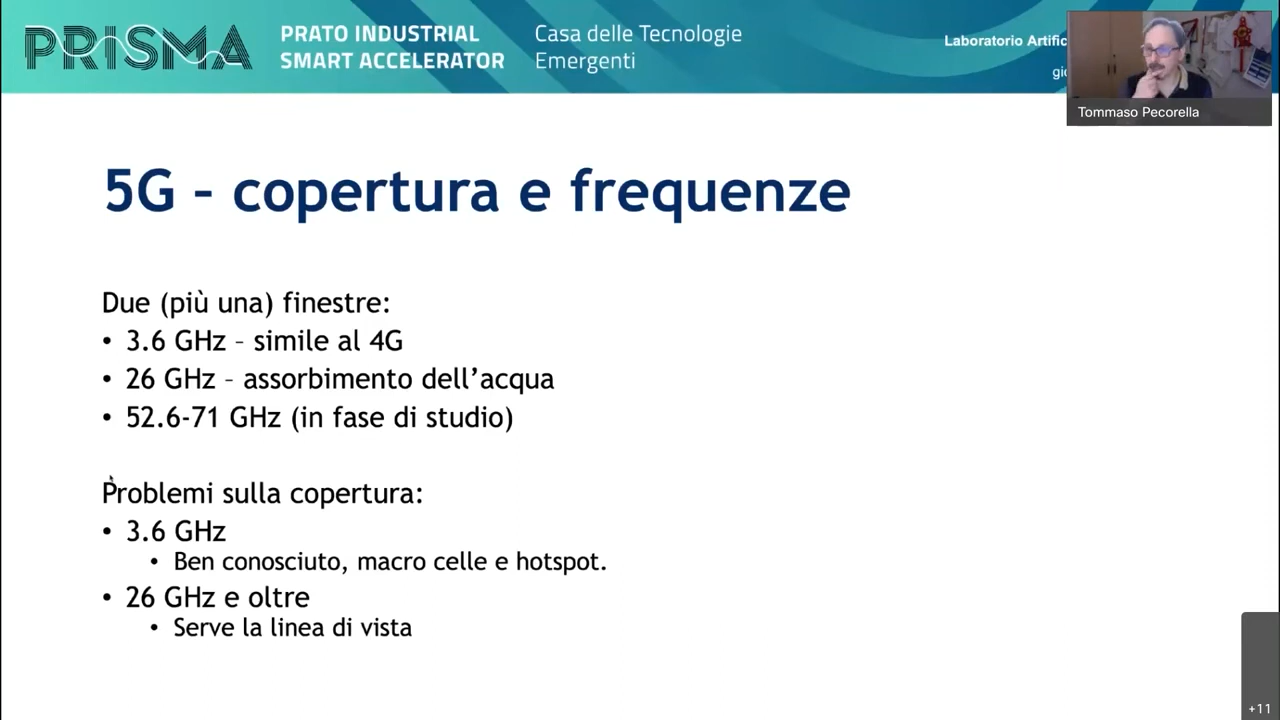 PRISMA
PRATO INDUSTRIAL
SMART ACCELERATOR
Casa delle Tecnologie
Emergenti
Laboratorio
Tommaso Pecorella
5G – copertura e frequenze
Due (più una) finestre:
• 3.6 GHz – simile al 4G
• 26 GHz – assorbimento dell’acqua
• 52.6-71 GHz (in fase di studio)
Problemi sulla copertura:
• 3.6 GHz
• Ben conosciuto, macro celle e hotspot.
• 26 GHz e oltre
• Serve la linea di vista
+11